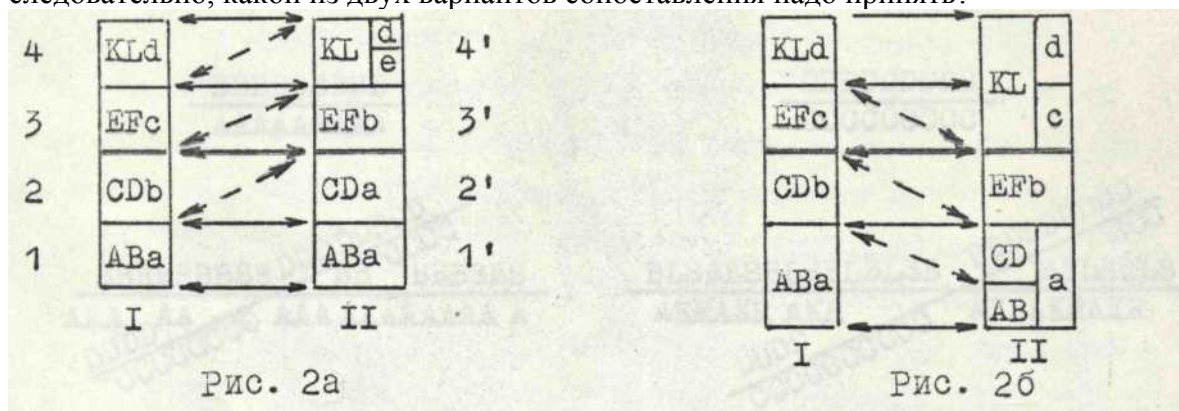 следовательно, какой из двух вариантов сопоставления надо принять?
4 KLd KL d e 4'
3 EFc EFb 3'
2 CDb CDa 2'
1 ABa ABa 1'
I II
Рис. 2а
KLd KL d
EFc c
CDb EFb
ABa CD a
AB
I II
Рис. 2б